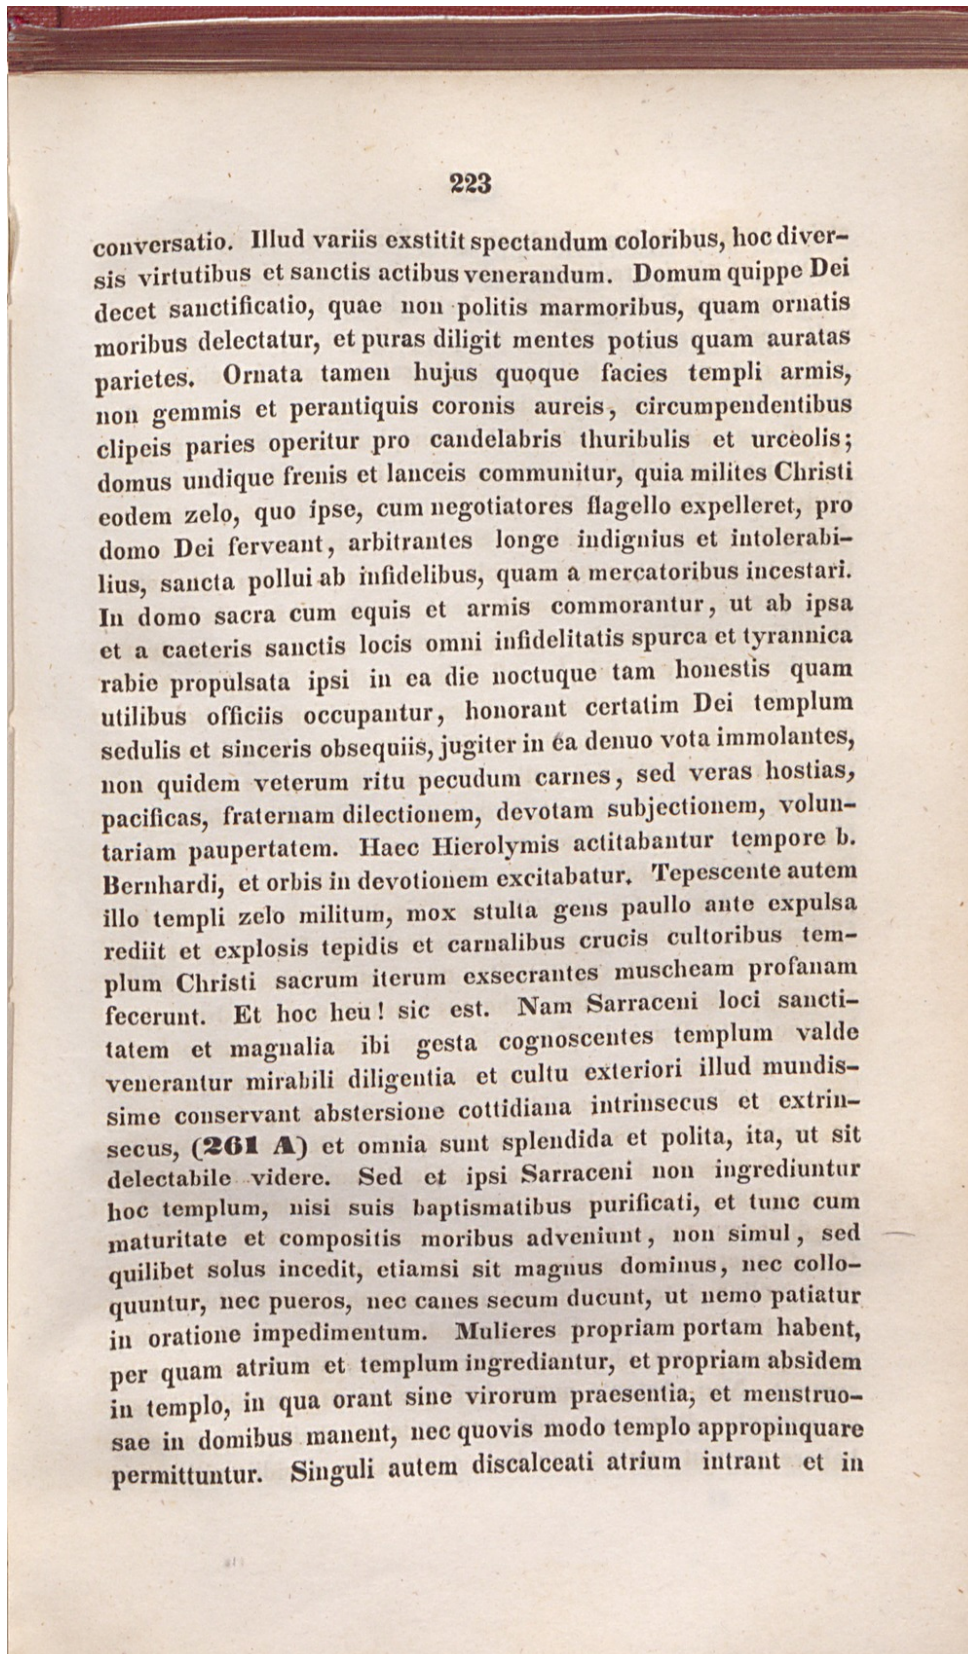 223
conversatio. Illud variis exstitit spectandum coloribus, hoc diver-
sis virtutibus et sanctis actibus venerandum. Domum quippe Dei
decet sanctificatio, quae non politis marmoribus, quam ornatis
moribus delectatur, et puras diligit mentes potius quam auratas
parietes. Ornata tamen hujus quoque facies templi armis,
non gemmis et perantiquis coronis aureis, circumpendentibus
clipeis paries operitur pro candelabris thuribulis et urceolis;
domus undique frenis et lanceis communitur, quia milites Christi
eodem zelo, quo ipse, cum negotiatores flagello expelleret, pro
domo Dei ferveant, arbitrantes longe indignius et intolerabi-
lius, sancta pollui ab infidelibus, quam a mercatoribus incestari.
In domo sacra cum equis et armis commorantur, ut ab ipsa
et a caeteris sanctis locis omni infidelitatis spurca et tyrannica
rabie propulsata ipsi in ea die noctuque tam honestis quam
utilibus officiis occupantur, honorant certatim Dei templum
sedulis et sinceris obsequiis, jugiter in ea denuo vota immolantes,
non quidem veterum ritu pecudum carnes, sed veras hostias,
pacificas, fraternam dilectionem, devotam subjectionem, volun-
tariam paupertatem. Haec Hierolymis actitabantur tempore b.
Bernhardi, et orbis in devotionem excitabatur. Tepescente autem
illo templi zelo militum, mox stulta gens paullo ante expulsa
rediit et explosis tepidis et carnalibus crucis cultoribus tem-
plum Christi sacrum iterum exsecrantes muscheam profanam
fecerunt. Et hoc heu! sic est. Nam Sarraceni loci sancti-
tatem et magnalia ibi gesta cognoscentes templum valde
venerantur mirabili diligentia et cultu exteriori illud mundis-
sime conservant abstersione cottidiana intrinsecus et extrin-
secus, (261 A) et omnia sunt splendida et polita, ita, ut sit
delectabile videre. Sed et ipsi Sarraceni non ingrediuntur
hoc templum, nisi suis baptismatibus purificati, et tunc cum
maturitate et compositis moribus adveniunt, non simul, sed
quilibet solus incedit, etiamsi sit magnus dominus, nec collo-
quuntur, nec pueros, nec canes secum ducunt, ut nemo patiatur
in oratione impedimentum. Mulieres propriam portam habent,
per quam atrium et templum ingrediantur, et propriam absidem
in templo, in qua orant sine virorum praesentia, et menstruo-
sae in domibus manent, nec quovis modo templo appropinquare
permittuntur. Singuli autem discalceati atrium intrant et in